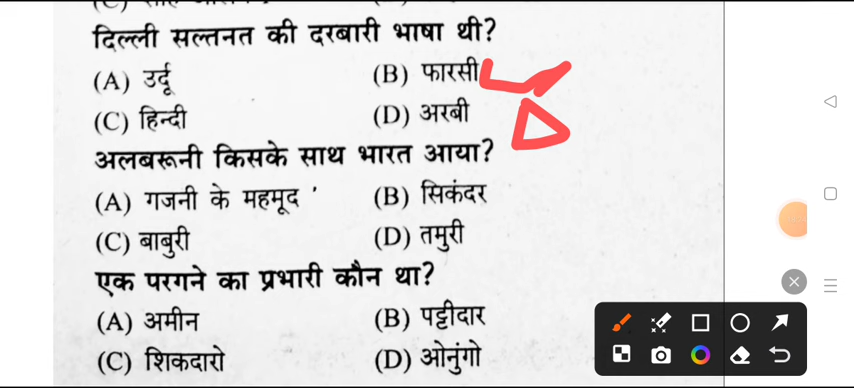 दिल्ली सल्तनत की दरबारी भाषा थी?
(A) उर्दू (B) फारसी
(C) हिन्दी (D) अरबी
अलबरूनी किसके साथ भारत आया?
(A) गजनी के महमूद (B) सिकंदर
(C) बाबुरी (D) तमुरी
एक परगने का प्रभारी कौन था?
(A) अमीन (B) पट्टीदार
(C) शिकदारो (D) ओनुंगो